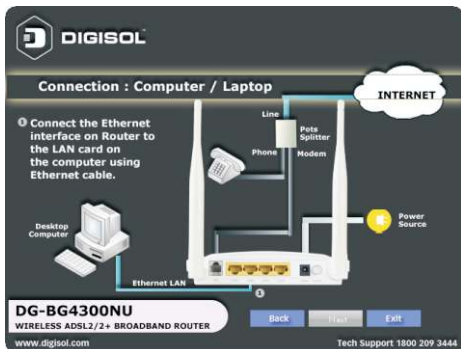 DIGISOL
Connection : Computer / Laptop
INTERNET
1 Connect the Ethernet
interface on Router to
the LAN card on
the computer using
Ethernet cable.
Line
Pots
Splitter
Phone
Modem
Desktop
Computer
Power
Source
Ethernet LAN
1
DG-BG4300NU
WIRELESS ADSL2/2+ BROADBAND ROUTER
Back
Next
Exit
www.digisol.com
Tech Support 1800 209 3444